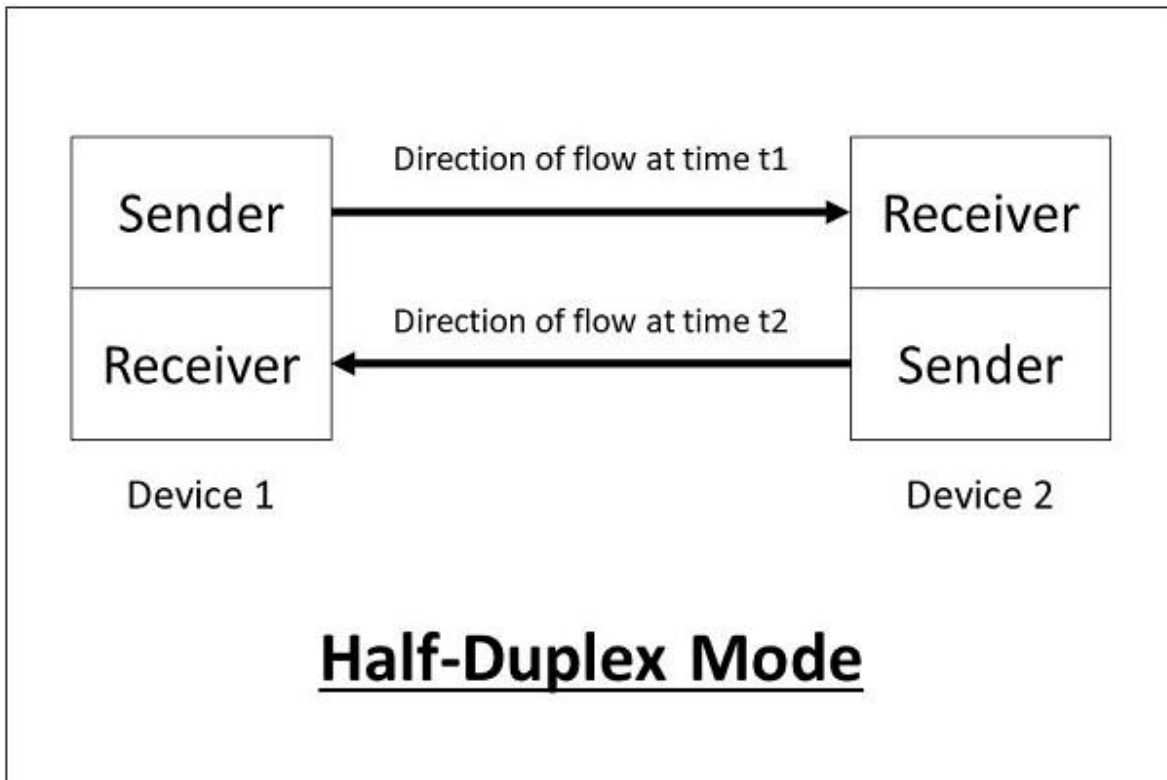 Direction of flow at time t1
Sender
Receiver
Direction of flow at time t2
Receiver
Sender
Device 1
Device 2
Half-Duplex Mode